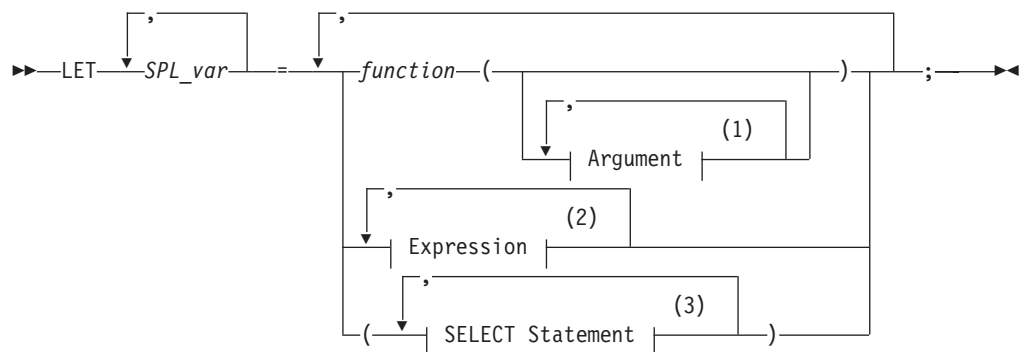 , ,
LET SPL_var = function ( ) ;
,
(1)
Argument
,
(2)
Expression
,
(3)
( SELECT Statement )